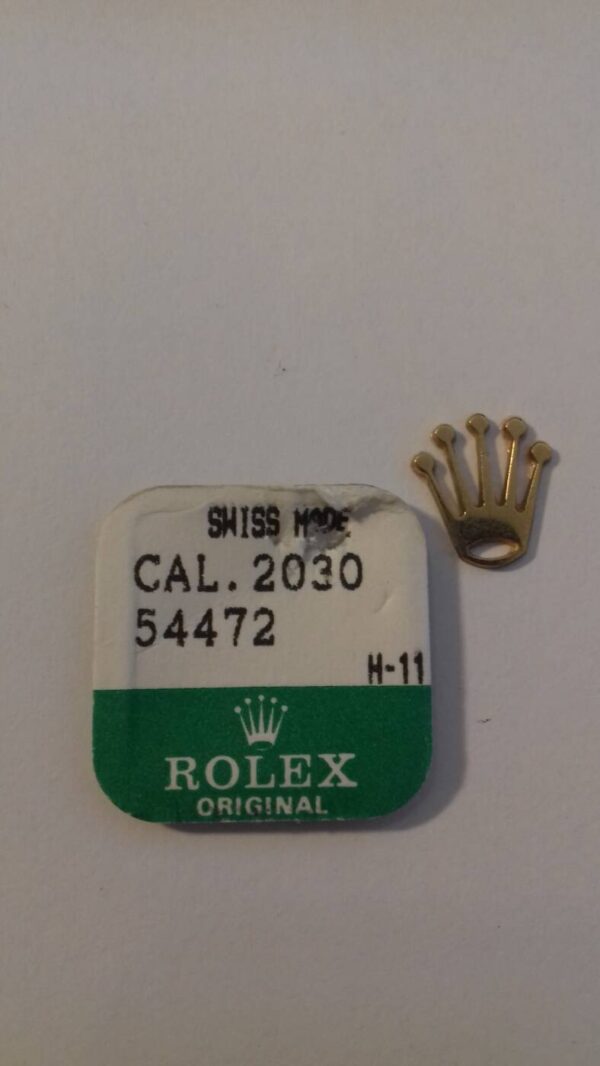 SWISS MADE
CAL. 2030
54472
H-11
ROLEX
ORIGINAL